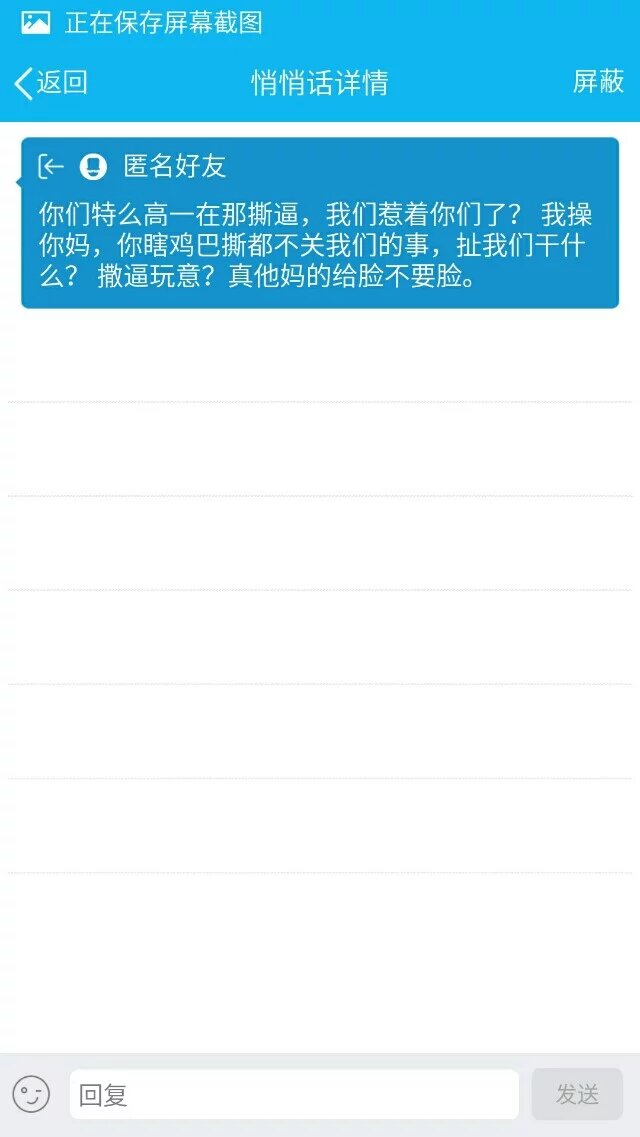 正在保存屏幕截图
返回
悄悄话详情
屏蔽
匿名好友
你们特么高一在那撕逼，我们惹着你们了？ 我操
你妈，你瞎鸡巴撕都不关我们的事，扯我们干什
么？ 撒逼玩意？真他妈的给脸不要脸。
回复
发送